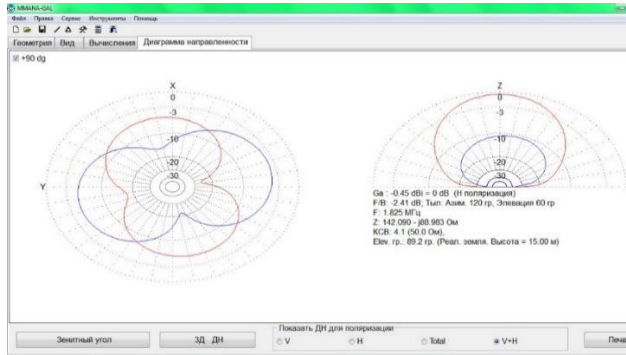 MMANA-GAL
Файл Правка Сервис Инструменты Помощь
Геометрия Вид Вычисления Диаграмма направленности
+90 dg
X
0
-3
-10
-20
-30
Y
Z
0
-3
-10
-20
-30
Ga : -0.45 dBi = 0 dB (H поляризация)
F/B: -2.41 dB, Тыл: Азим. 120 гр, Элевация 60 гр
F: 1.825 МГц
Z: 142.090 - j88.983 Ом
КСВ: 4.1 (50.0 Ом),
Elev. гр.: 89.2 гр. (Реал. земля. Высота = 15.00 м)
Показать ДН для поляризации
Зенитный угол 3Д ДН V H Total V+H Печа